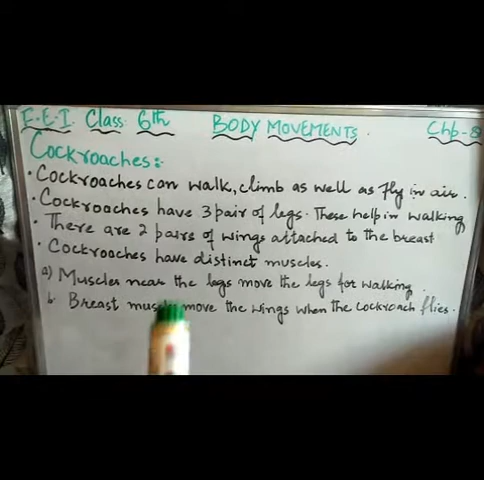 F.E.I. Class 6th BODY MOVEMENTS. Chp-8
Cockroaches:
• Cockroaches can walk, climb as well as fly in air.
• Cockroaches have 3 pair of legs. These help in walking
• There are 2 pairs of wings attached to the breast
• Cockroaches have distinct muscles.
a) Muscles near the legs move the legs for walking.
b. Breast move the wings when the cockroach flies.